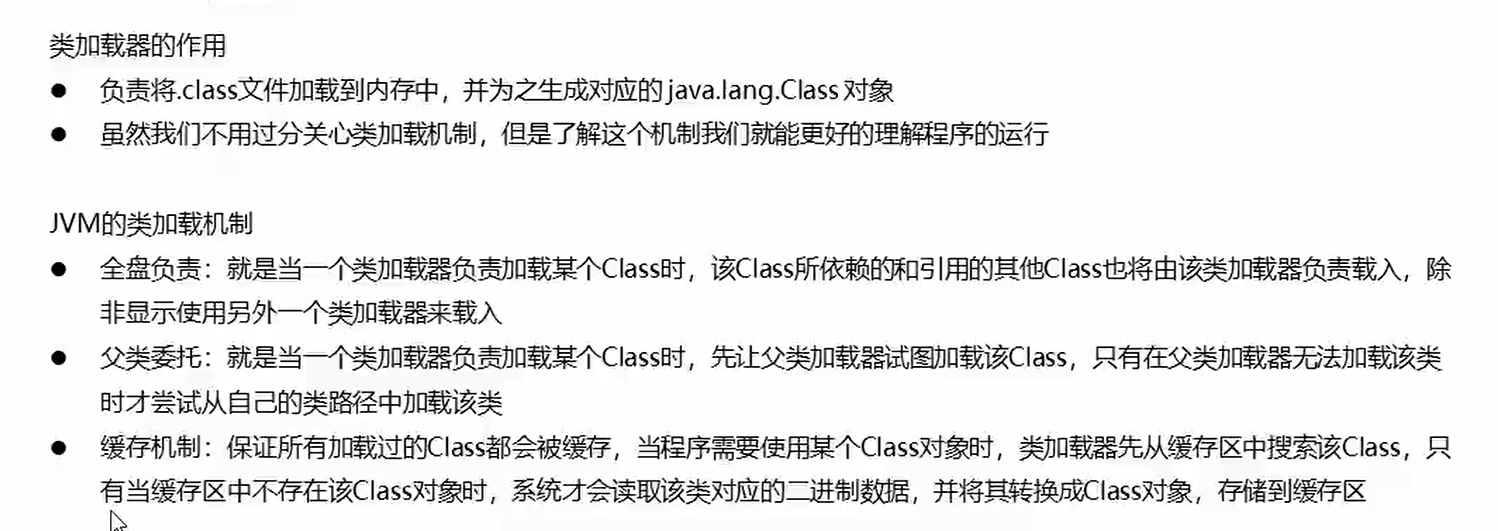 类加载器的作用
● 负责将.class文件加载到内存中，并为之生成对应的 java.lang.Class 对象
● 虽然我们不用过分关心类加载机制，但是了解这个机制我们就能更好的理解程序的运行
JVM的类加载机制
● 全盘负责：就是当一个类加载器负责加载某个Class时，该Class所依赖的和引用的其他Class也将由该类加载器负责载入，除
非显示使用另外一个类加载器来载入
● 父类委托：就是当一个类加载器负责加载某个Class时，先让父类加载器试图加载该Class，只有在父类加载器无法加载该类
时才尝试从自己的类路径中加载该类
● 缓存机制：保证所有加载过的Class都会被缓存，当程序需要使用某个Class对象时，类加载器先从缓存区中搜索该Class，只
有当缓存区中不存在该Class对象时，系统才会读取该类对应的二进制数据，并将其转换成Class对象，存储到缓存区